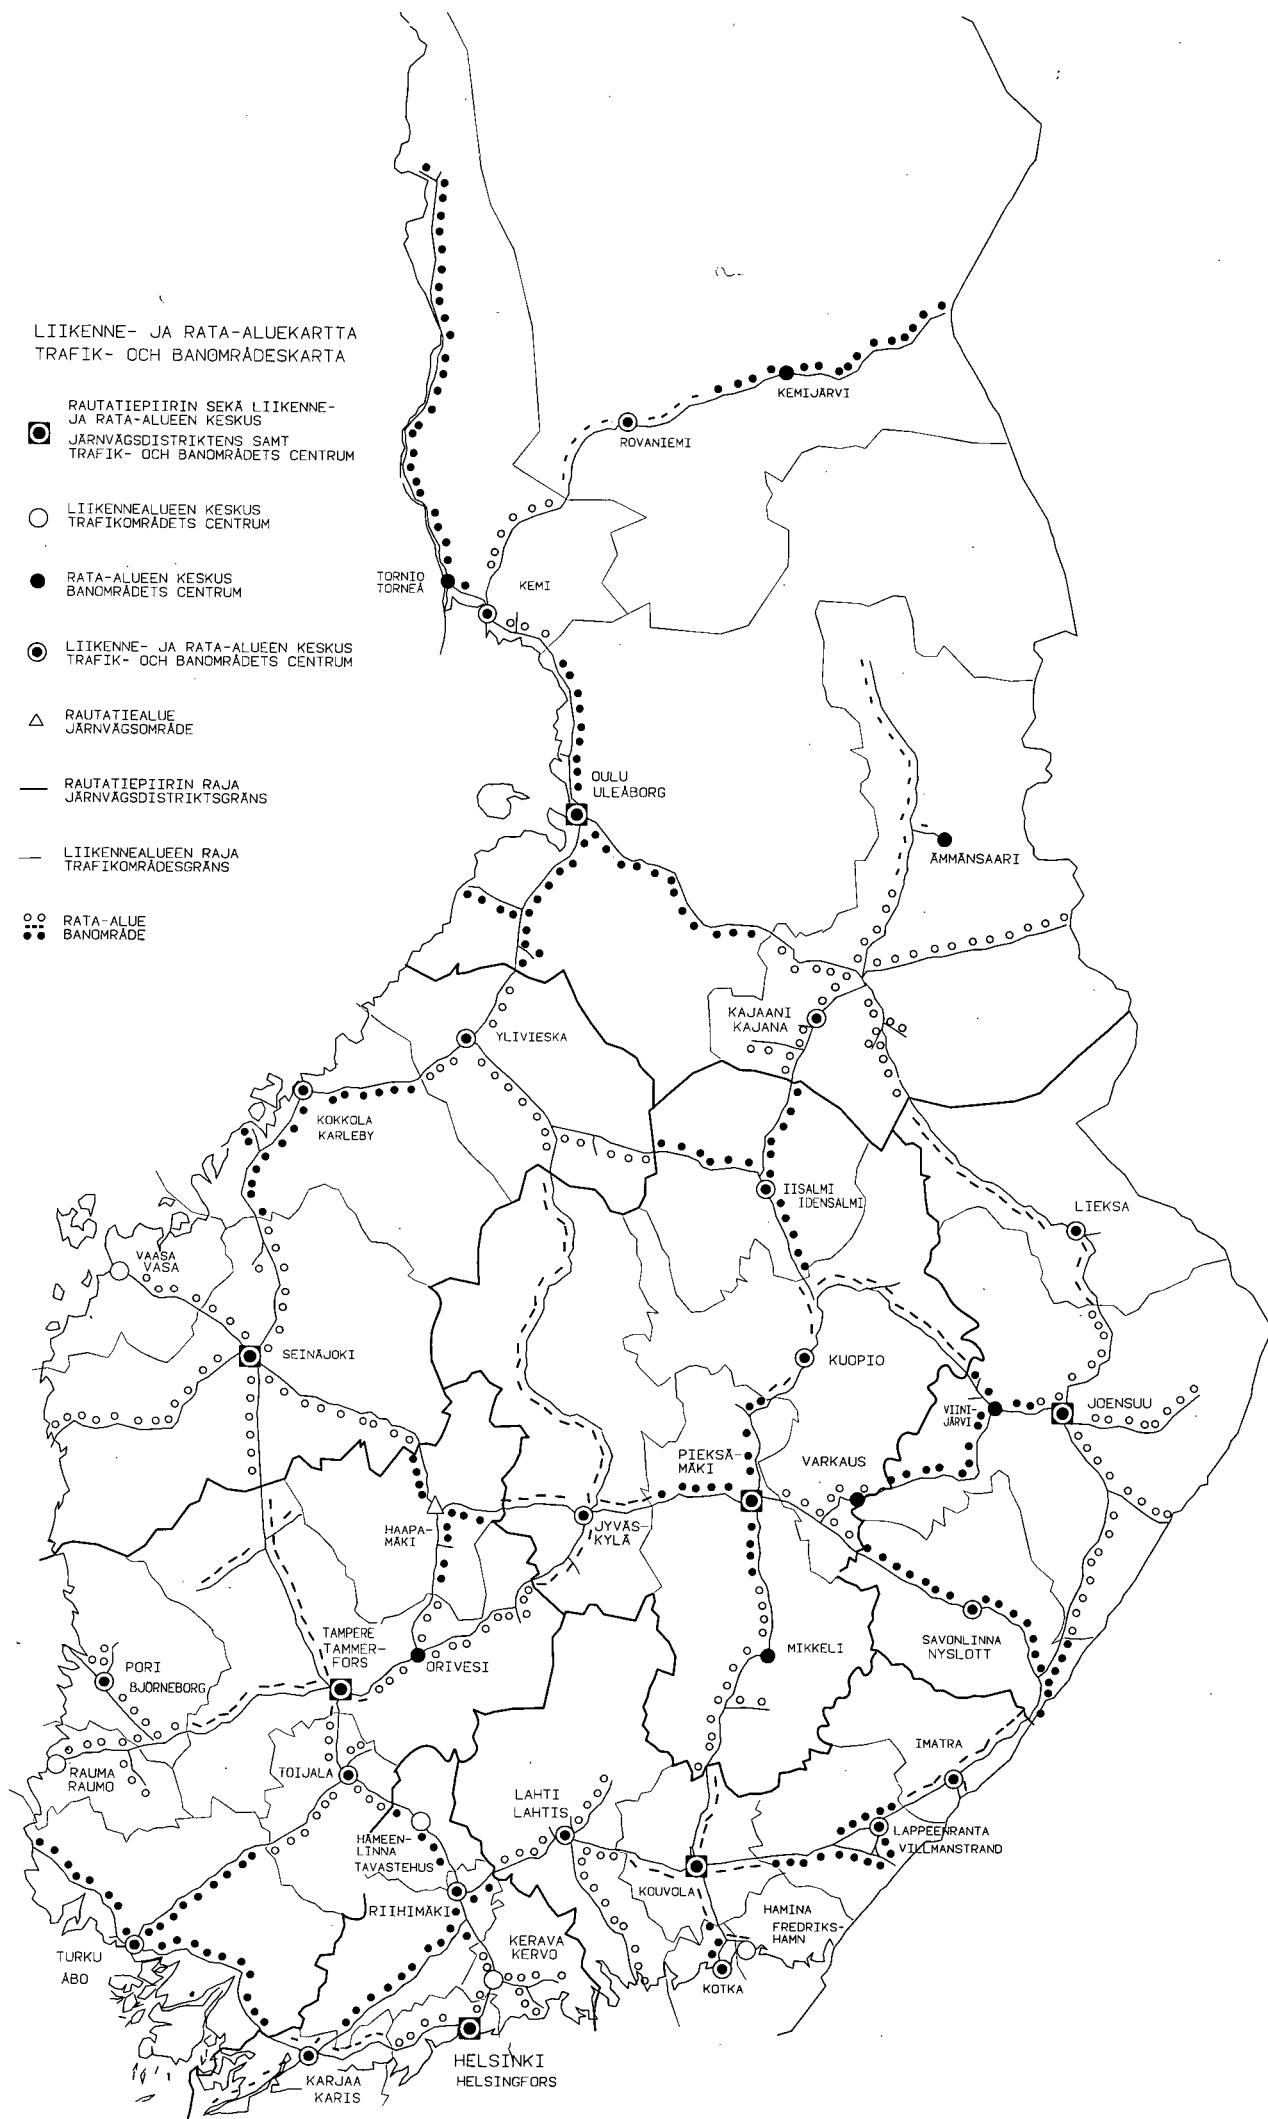 LIIKENNE- JA RATA-ALUEKARTTA
TRAFIK- OCH BANOMRÅDESKARTA
RAUTATIEPIIRIN SEKÄ LIIKENNE-
JA RATA-ALUEEN KESKUS
JÄRNVÄGSDISTRIKTENS SAMT
TRAFIK- OCH BANOMRÅDETS CENTRUM
LIIKENNEALUEEN KESKUS
TRAFIKOMRÅDETS CENTRUM
RATA-ALUEEN KESKUS
BANOMRÅDETS CENTRUM
LIIKENNE- JA RATA-ALUEEN KESKUS
TRAFIK- OCH BANOMRÅDETS CENTRUM
RAUTATIEALUE
JÄRNVÄGSOMRÅDE
RAUTATIEPIIRIN RAJA
JÄRNVÄGSDISTRIKTSGRÄNS
LIIKENNEALUEEN RAJA
TRAFIKOMRÅDESGRÄNS
RATA-ALUE
BANOMRÅDE
KEMIJÄRVI
ROVANIEMI
TORNIO
TORNEÅ
KEMI
OULU
ULEÅBORG
ÄMMÄNSAARI
KAJAANI
KAJANA
YLIVIESKA
KOKKOLA
KARLEBY
IISALMI
IDENSALMI
LIEKSA
VAASA
VASA
SEINÄJOKI
KUOPIO
VIINI-
JÄRVI
JOENSUU
PIEKSÄ-
MÄKI
VARKAUS
HAAPA-
MÄKI
JYVÄS-
KYLÄ
TAMPERE
TAMMER-
FORS
ORIVESI
MIKKELI
SAVONLINNA
NYSLOTT
PORI
BJÖRNEBORG
RAUMA
RAUMO
TOIJALA
IMATRA
LAHTI
LAHTIS
HÄMEEN-
LINNA
TAVASTEHUS
LAPPEENRANTA
VILLMANSTRAND
KOUVOLA
RIIHIMÄKI
HAMINA
FREDRIKS-
HAMN
KERAVA
KERVO
TURKU
ÅBO
KOTKA
HELSINKI
HELSINGFORS
KARJAA
KARIS